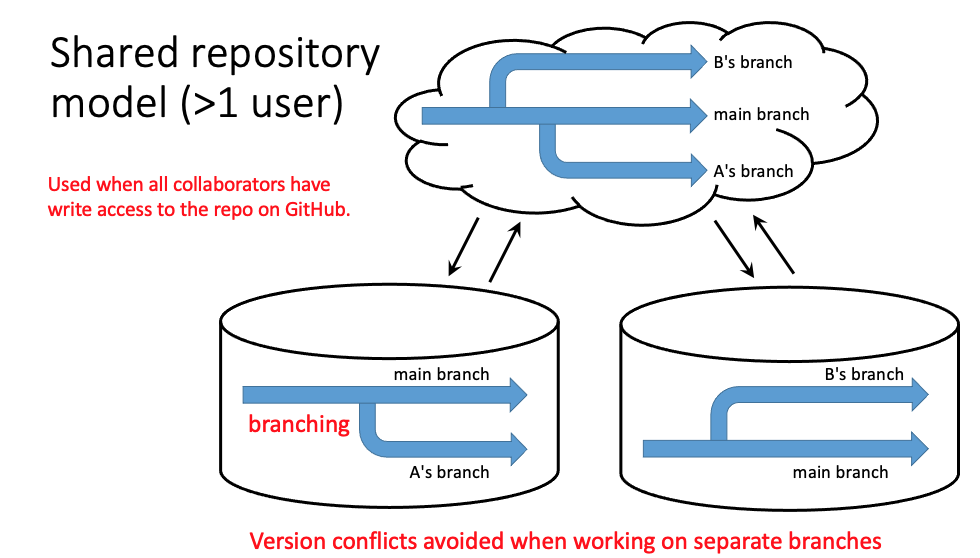 Shared repository
model (>1 user)
Used when all collaborators have
write access to the repo on GitHub.
B's branch
main branch
A's branch
main branch
branching
A's branch
B's branch
main branch
Version conflicts avoided when working on separate branches